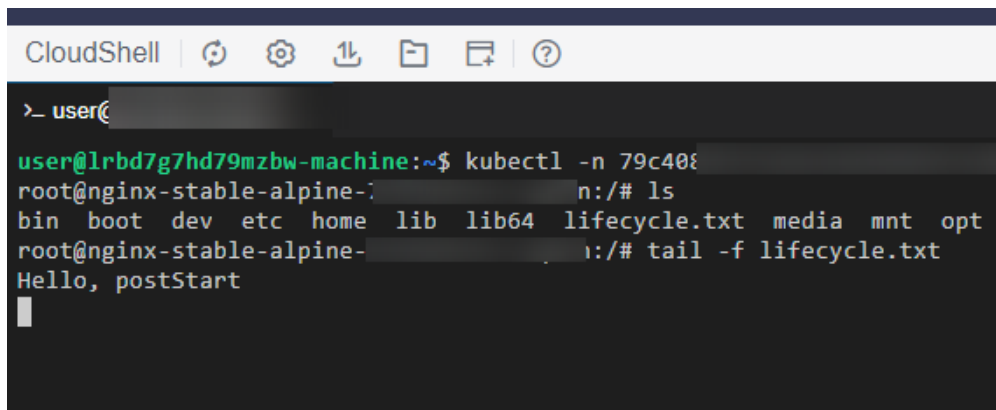 CloudShell
>_ user@
user@lrbd7g7hd79mzbw-machine:~$ kubectl -n 79c408
root@nginx-stable-alpine- n:/# ls
bin boot dev etc home lib lib64 lifecycle.txt media mnt opt
root@nginx-stable-alpine- :/# tail -f lifecycle.txt
Hello, postStart